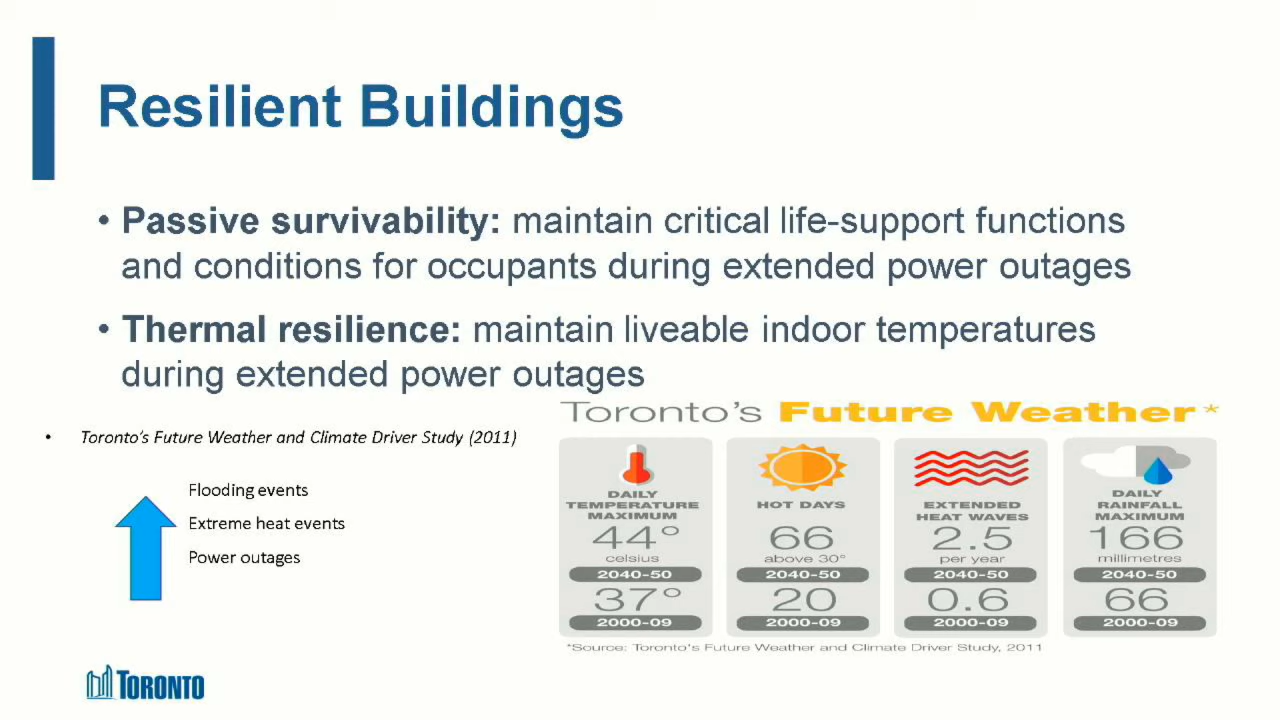 Resilient Buildings
• Passive survivability: maintain critical life-support functions
and conditions for occupants during extended power outages
• Thermal resilience: maintain liveable indoor temperatures
during extended power outages
• Toronto's Future Weather and Climate Driver Study (2011)
Flooding events
Extreme heat events
Power outages
Toronto's Future Weather*
DAILY
TEMPERATURE
MAXIMUM
44°
celsius
2040-50
37°
2000-09
HOT DAYS
66
above 30°
2040-50
20
2000-09
EXTENDED
HEAT WAVES
2.5
per year
2040-50
0.6
2000-09
DAILY
RAINFALL
MAXIMUM
166
millimetres
2040-50
66
2000-09
*Source: Toronto's Future Weather and Climate Driver Study, 2011
TORONTO